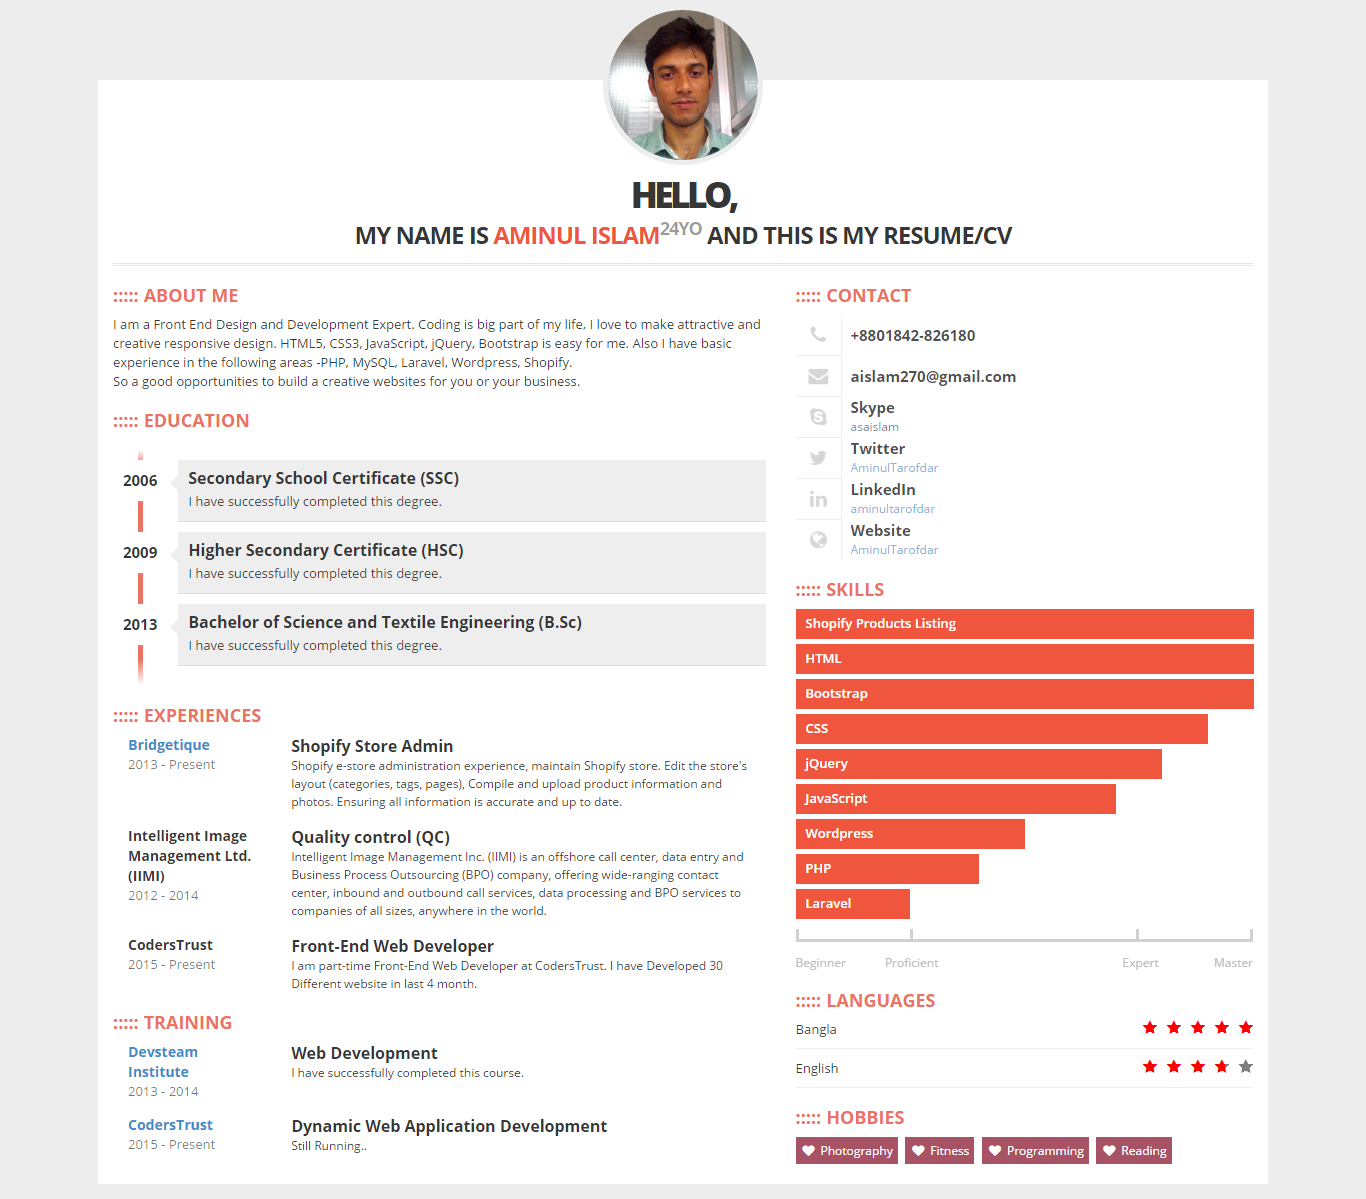 HELLO,
MY NAME IS AMINUL ISLAM24YO AND THIS IS MY RESUME/CV
::::: ABOUT ME
I am a Front End Design and Development Expert. Coding is big part of my life, I love to make attractive and
creative responsive design. HTML5, CSS3, JavaScript, jQuery, Bootstrap is easy for me. Also I have basic
experience in the following areas -PHP, MySQL, Laravel, Wordpress, Shopify.
So a good opportunities to build a creative websites for you or your business.
::::: EDUCATION
2006
Secondary School Certificate (SSC)
I have successfully completed this degree.
2009
Higher Secondary Certificate (HSC)
I have successfully completed this degree.
2013
Bachelor of Science and Textile Engineering (B.Sc)
I have successfully completed this degree.
::::: EXPERIENCES
Bridgetique
2013 - Present
Shopify Store Admin
Shopify e-store administration experience, maintain Shopify store. Edit the store's
layout (categories, tags, pages), Compile and upload product information and
photos. Ensuring all information is accurate and up to date.
Intelligent Image
Management Ltd.
(IIMI)
2012 - 2014
Quality control (QC)
Intelligent Image Management Inc. (IIMI) is an offshore call center, data entry and
Business Process Outsourcing (BPO) company, offering wide-ranging contact
center, inbound and outbound call services, data processing and BPO services to
companies of all sizes, anywhere in the world.
CodersTrust
2015 - Present
Front-End Web Developer
I am part-time Front-End Web Developer at CodersTrust. I have Developed 30
Different website in last 4 month.
::::: TRAINING
Devsteam
Institute
2013 - 2014
Web Development
I have successfully completed this course.
CodersTrust
2015 - Present
Dynamic Web Application Development
Still Running..
::::: CONTACT
+8801842-826180
aislam270@gmail.com
Skype
asaislam
Twitter
AminulTarofdar
LinkedIn
aminultarofdar
Website
AminulTarofdar
::::: SKILLS
Shopify Products Listing
HTML
Bootstrap
CSS
jQuery
JavaScript
Wordpress
PHP
Laravel
Beginner Proficient Expert Master
::::: LANGUAGES
Bangla
English
::::: HOBBIES
Photography Fitness Programming Reading